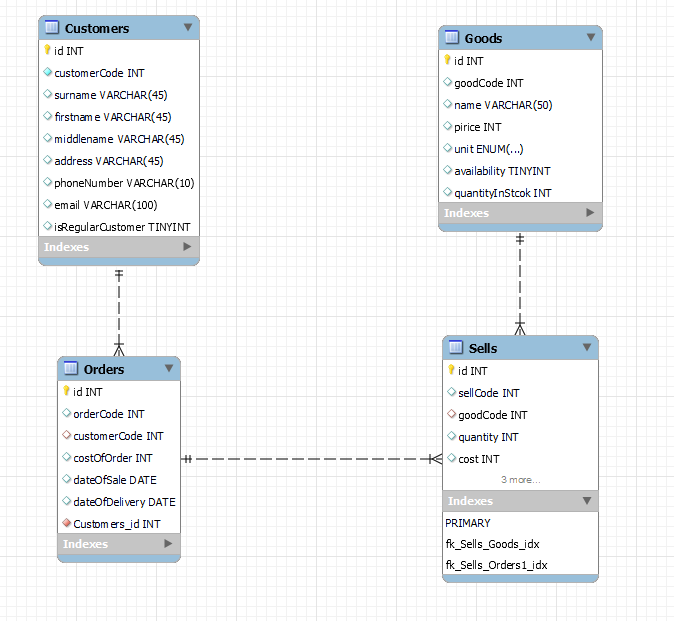 Customers
id INT
customerCode INT
surname VARCHAR(45)
firstname VARCHAR(45)
middlename VARCHAR(45)
address VARCHAR(45)
phoneNumber VARCHAR(10)
email VARCHAR(100)
isRegularCustomer TINYINT
Indexes
Goods
id INT
goodCode INT
name VARCHAR(50)
pirice INT
unit ENUM(...)
availability TINYINT
quantityInStcok INT
Indexes
Orders
id INT
orderCode INT
customerCode INT
costOfOrder INT
dateOfSale DATE
dateOfDelivery DATE
Customers_id INT
Indexes
Sells
id INT
sellCode INT
goodCode INT
quantity INT
cost INT
3 more...
Indexes
PRIMARY
fk_Sells_Goods_idx
fk_Sells_Orders1_idx